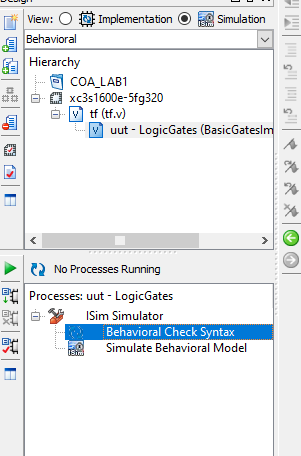 Design
View: Implementation Simulation
Behavioral
Hierarchy
COA_LAB1
xc3s1600e-5fg320
tf (tf.v)
uut - LogicGates (BasicGatesIm
No Processes Running
Processes: uut - LogicGates
ISim Simulator
Behavioral Check Syntax
Simulate Behavioral Model